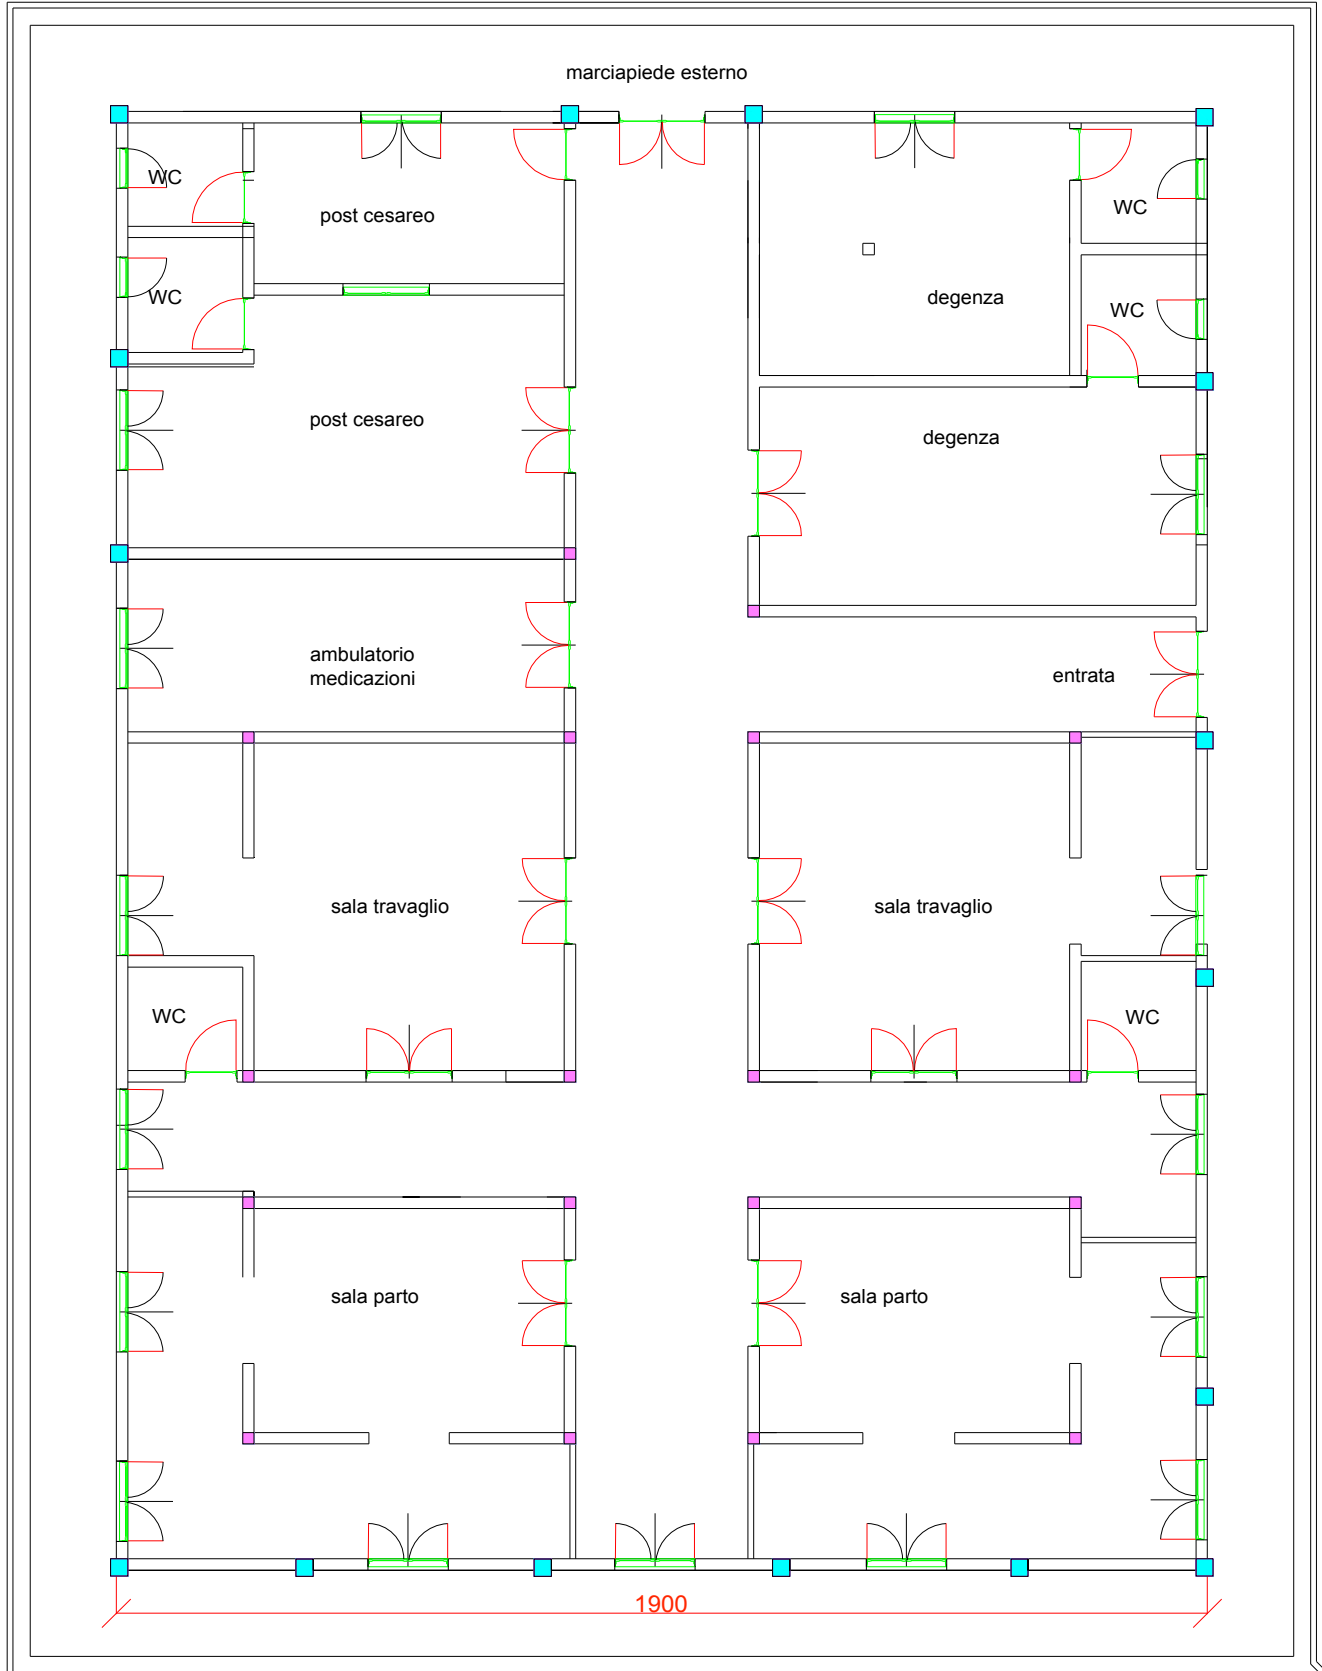 marciapiede esterno
WC
post cesareo
WC
WC
degenza
WC
post cesareo
degenza
ambulatorio
medicazioni
entrata
sala travaglio
sala travaglio
WC
WC
sala parto
sala parto
1900